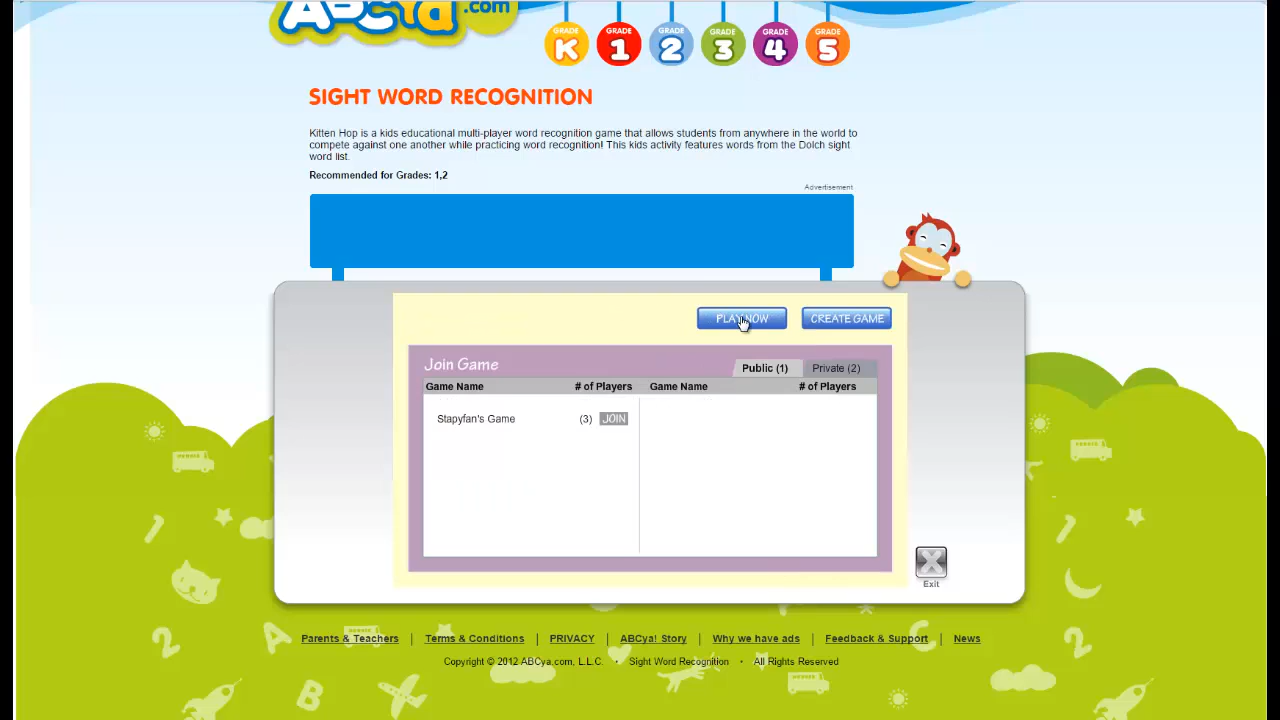 ABCya.com
GRADE K GRADE 1 GRADE 2 GRADE 3 GRADE 4 GRADE 5
SIGHT WORD RECOGNITION
Kitten Hop is a kids educational multi-player word recognition game that allows students from anywhere in the world to
compete against one another while practicing word recognition! This kids activity features words from the Dolch sight
word list.
Recommended for Grades: 1,2
Advertisement
PLAY NOW CREATE GAME
Join Game Public (1) Private (2)
Game Name # of Players Game Name # of Players
Stapyfan's Game (3) JOIN
Exit
Parents & Teachers | Terms & Conditions | PRIVACY | ABCya! Story | Why we have ads | Feedback & Support | News
Copyright © 2012 ABCya.com, L.L.C. • Sight Word Recognition • All Rights Reserved